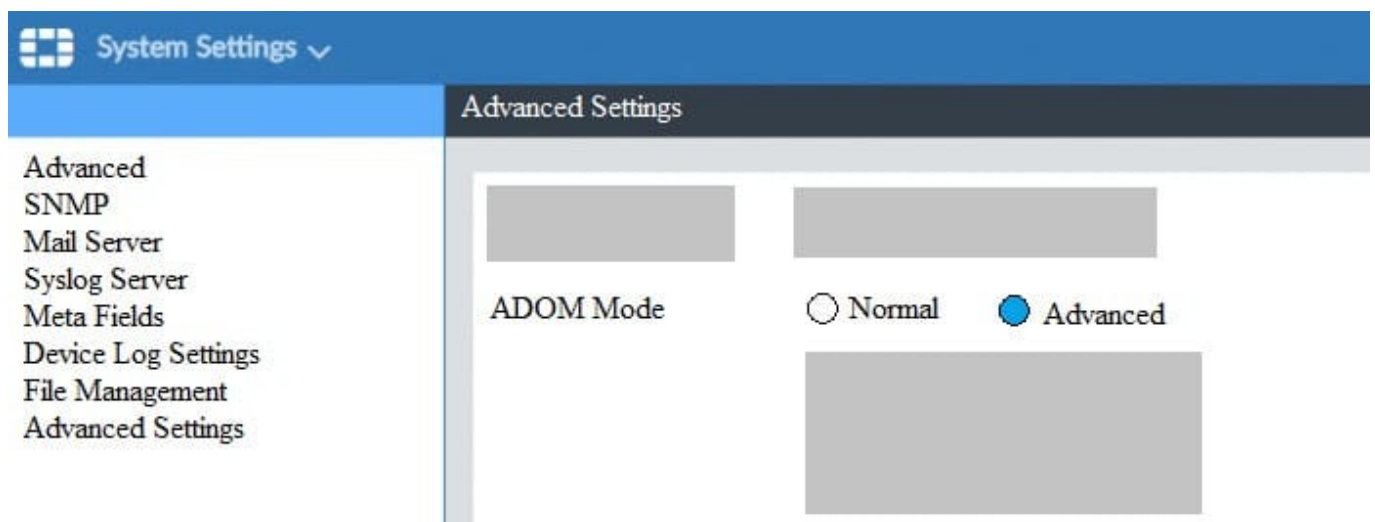 System Settings
Advanced Settings
Advanced
SNMP
Mail Server
Syslog Server
Meta Fields
Device Log Settings
File Management
Advanced Settings
ADOM Mode Normal Advanced